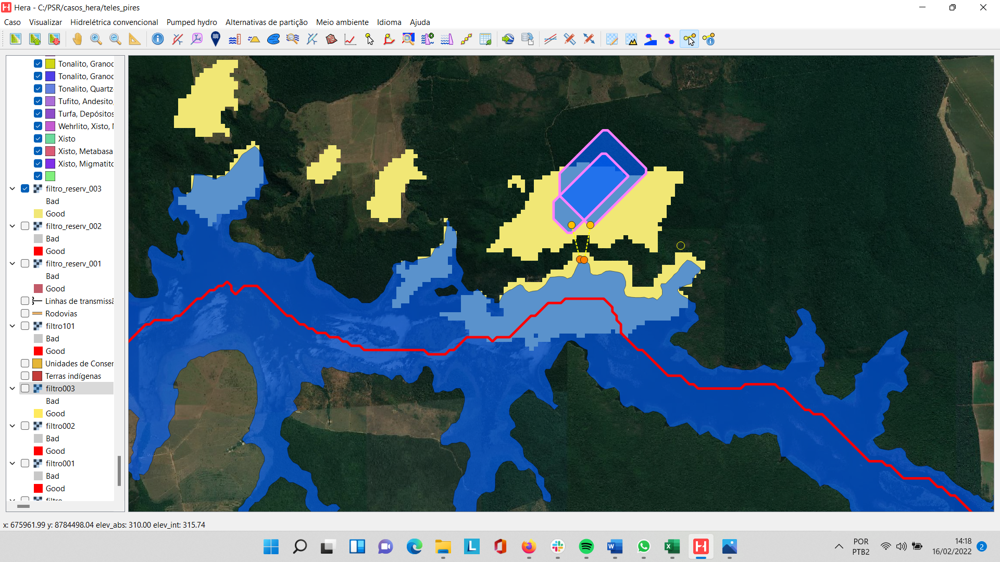 Hera - C:/PSR/casos_hera/teles_pires
Caso Visualizar Hidrelétrica convencional Pumped hydro Alternativas de partição Meio ambiente Idioma Ajuda
Tonalito, Granoc
Tonalito, Granoc
Tonalito, Quartz
Tufito, Andesito,
Turfa, Depósitos
Wehrlito, Xisto,
Xisto
Xisto, Metabasa
Xisto, Migmatito
filtro_reserv_003
Bad
Good
filtro_reserv_002
Bad
Good
filtro_reserv_001
Bad
Good
Linhas de transmissã
Rodovias
filtro101
Bad
Good
Unidades de Conser
Terras indígenas
filtro003
Bad
Good
filtro002
Bad
Good
filtro001
Bad
Good
filtro
x: 675961.99 y: 8784498.04 elev_abs: 310.00 elev_int: 315.74
POR
PTB2
14:18
16/02/2022
2